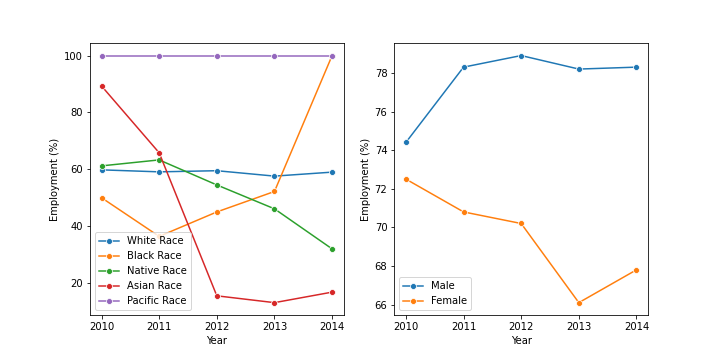 100
80
60
40
20
Employment (%)
White Race
Black Race
Native Race
Asian Race
Pacific Race
2010 2011 2012 2013 2014
Year
78
76
74
72
70
68
66
Employment (%)
Male
Female
2010 2011 2012 2013 2014
Year